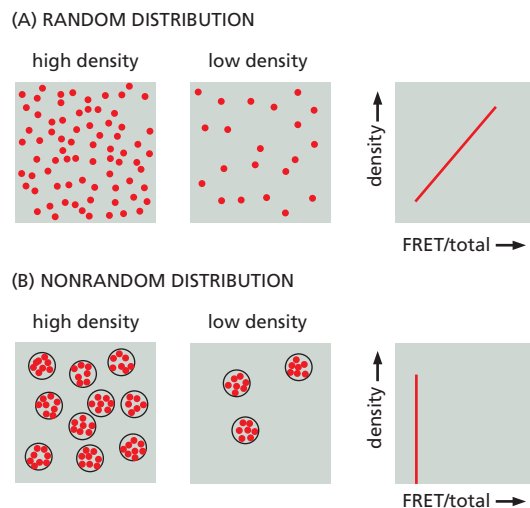 (A) RANDOM DISTRIBUTION
high density
low density
density
FRET/total
(B) NONRANDOM DISTRIBUTION
high density
low density
density
FRET/total